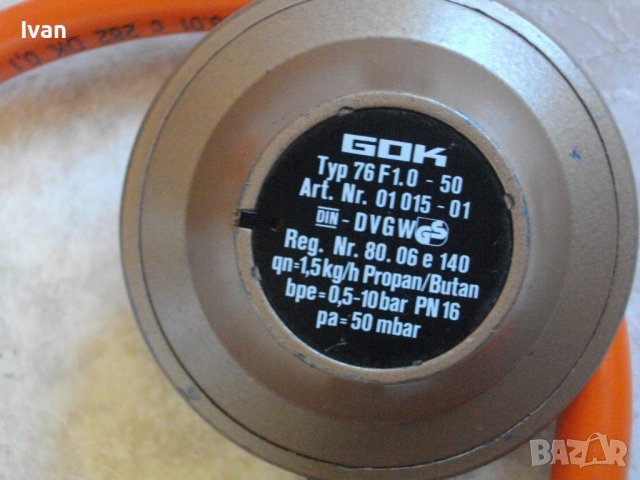 Ivan
GOK
Typ 76 F1.0 - 50
Art. Nr. 01 015 - 01
DIN - DVGW GS
Reg. Nr. 80. 06 e 140
qn=1,5kg/h Propan/Butan
bpe=0,5-10bar PN 16
pa=50 mbar
BAZAR